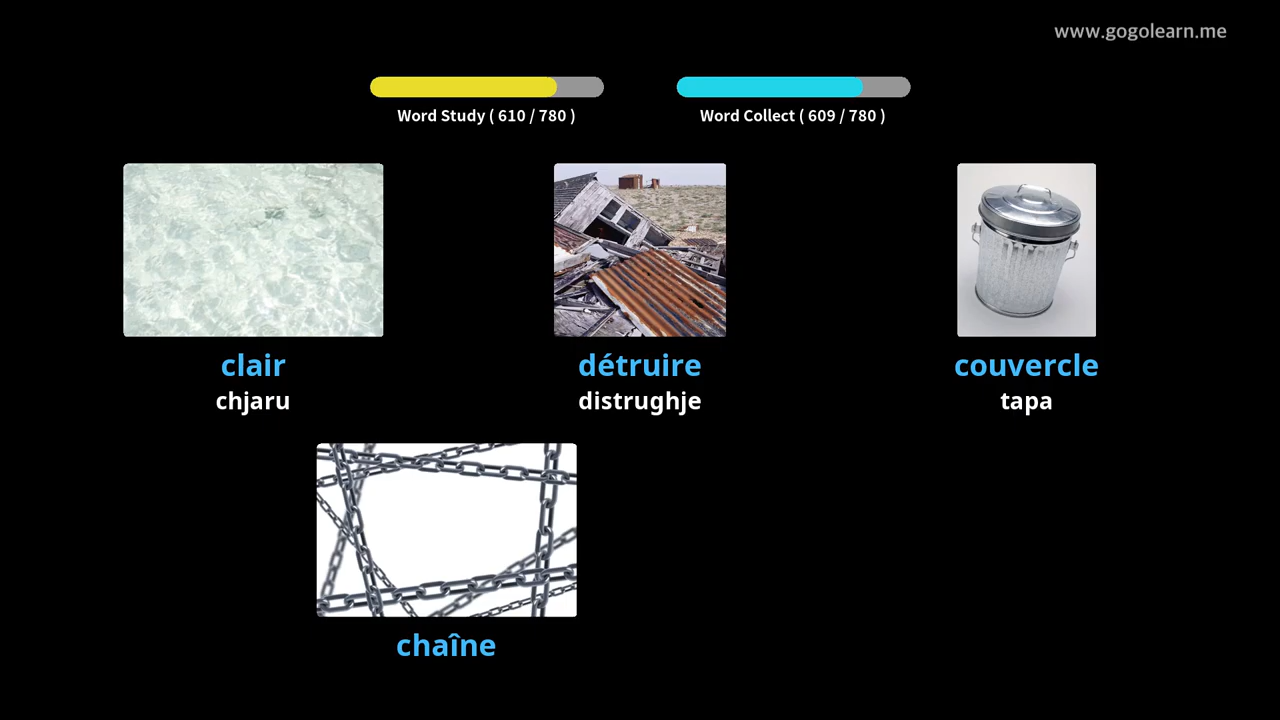 www.gogolearn.me
Word Study ( 610 / 780 )
Word Collect ( 609 / 780 )
clair
chjaru
détruire
distrughje
couvercle
tapa
chaîne